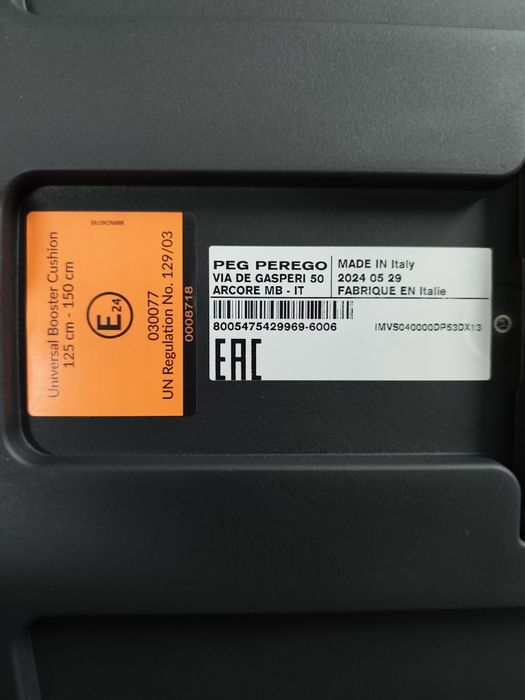 Universal Booster Cushion
125 cm - 150 cm
E 24
030077
UN Regulation No. 129/03
0008718
PEG PEREGO
VIA DE GASPERI 50
ARCORE MB - IT
MADE IN Italy
2024 05 29
FABRIQUE EN Italie
8005475429969-6006
IMVS040000DP53DX13
EAC